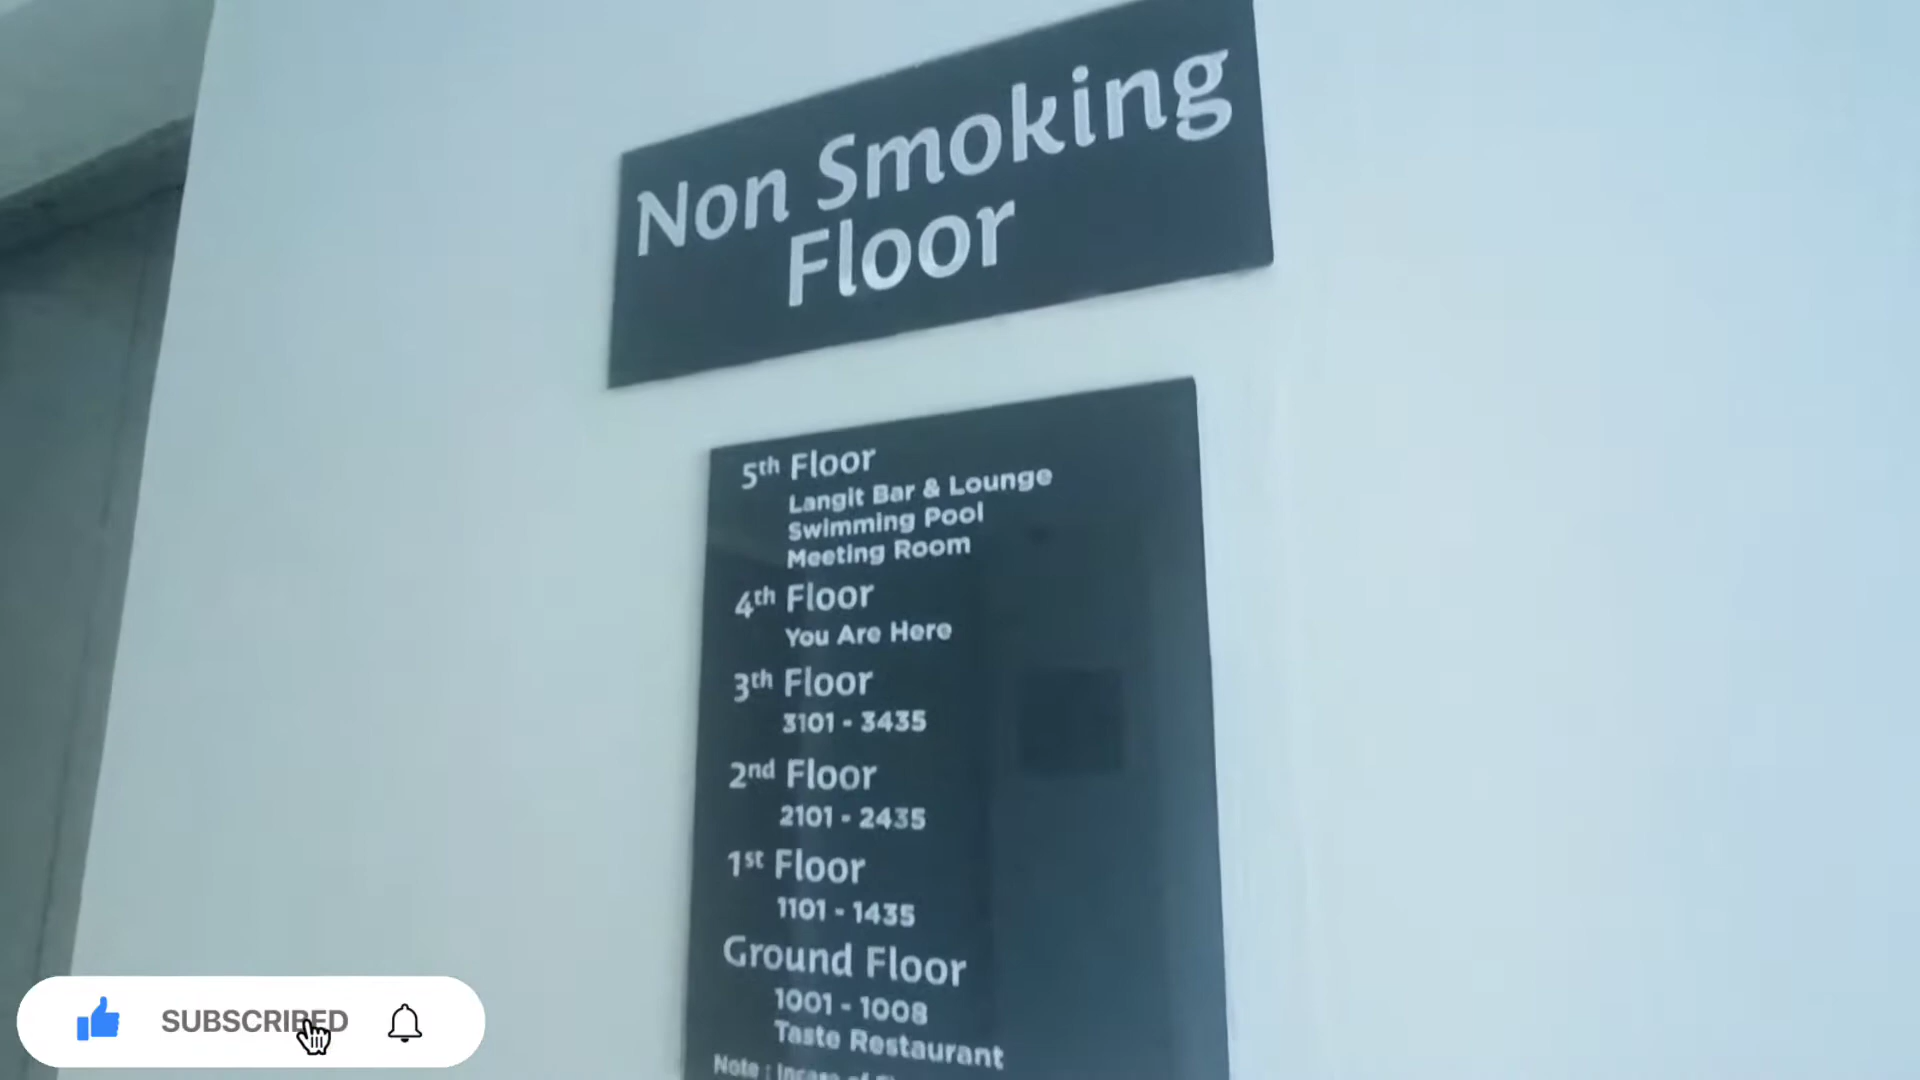 Non Smoking
Floor
5th Floor
Langit Bar & Lounge
Swimming Pool
Meeting Room
4th Floor
You Are Here
3th Floor
3101 - 3435
2nd Floor
2101 - 2435
1st Floor
1101 - 1435
Ground Floor
1001 - 1008
Taste Restaurant
Note :
SUBSCRIBED